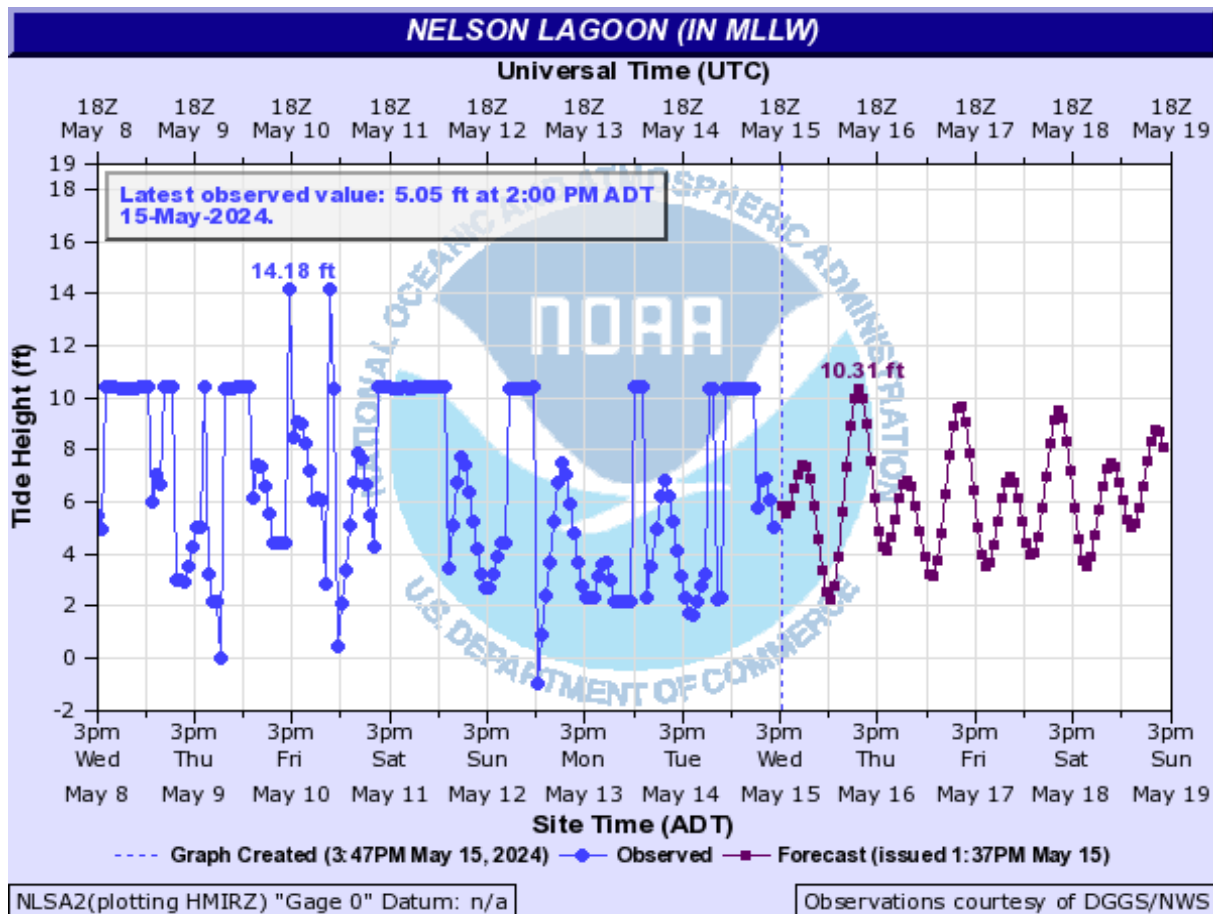 NELSON LAGOON (IN MLLW)
Universal Time (UTC)
18Z 18Z 18Z 18Z 18Z 18Z 18Z 18Z 18Z 18Z 18Z 18Z
May 8 May 9 May 10 May 11 May 12 May 13 May 14 May 15 May 16 May 17 May 18 May 19
Latest observed value: 5.05 ft at 2:00 PM ADT
15-May-2024.
19
18
16
14
12
10
8
6
4
2
0
-2
Tide Height (ft)
14.18 ft
10.31 ft
NATIONAL OCEANIC AND ATMOSPHERIC ADMINISTRATION
NOAA
U.S. DEPARTMENT OF COMMERCE
3pm 3pm 3pm 3pm 3pm 3pm 3pm 3pm 3pm 3pm 3pm 3pm
Wed Thu Fri Sat Sun Mon Tue Wed Thu Fri Sat Sun
May 8 May 9 May 10 May 11 May 12 May 13 May 14 May 15 May 16 May 17 May 18 May 19
Site Time (ADT)
Graph Created (3:47PM May 15, 2024) Observed Forecast (issued 1:37PM May 15)
NLSA2(plotting HMIRZ) "Gage 0" Datum: n/a
Observations courtesy of DGGS/NWS